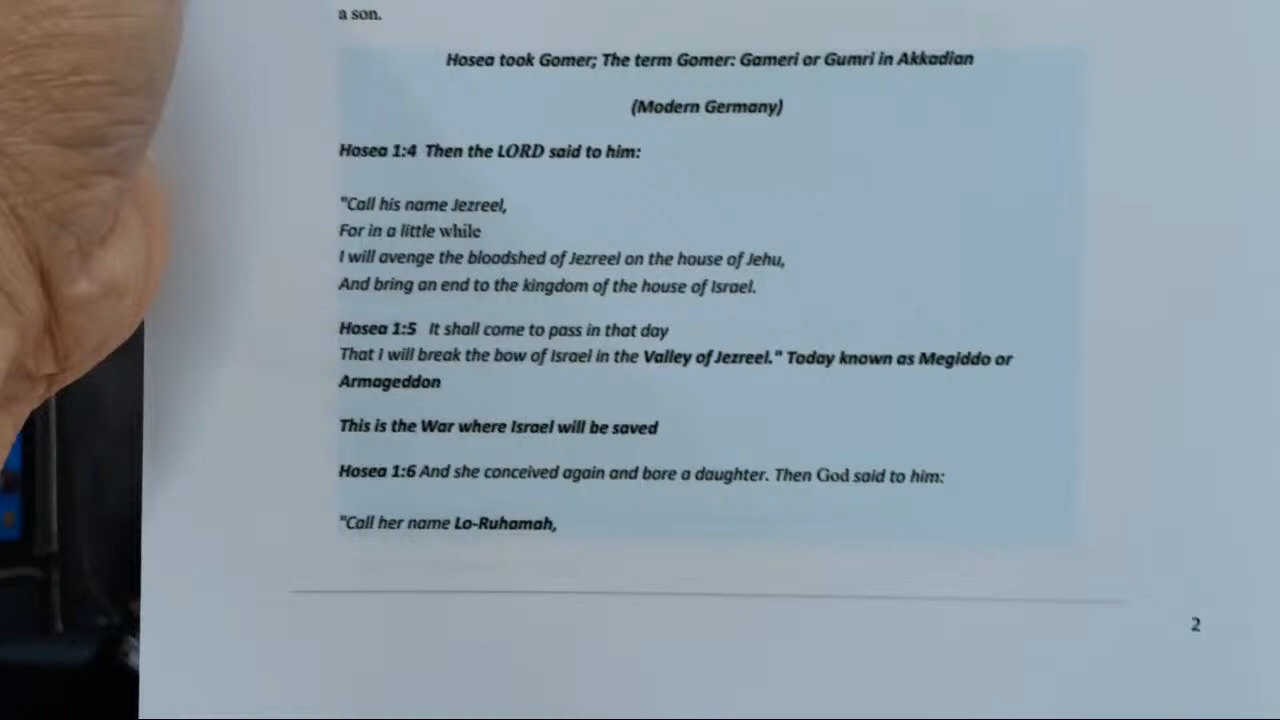 a son.
Hosea took Gomer; The term Gomer: Gameri or Gumri in Akkadian
(Modern Germany)
Hosea 1:4 Then the LORD said to him:
"Call his name Jezreel,
For in a little while
I will avenge the bloodshed of Jezreel on the house of Jehu,
And bring an end to the kingdom of the house of Israel.
Hosea 1:5 It shall come to pass in that day
That I will break the bow of Israel in the Valley of Jezreel." Today known as Megiddo or
Armageddon
This is the War where Israel will be saved
Hosea 1:6 And she conceived again and bore a daughter. Then God said to him:
"Call her name Lo-Ruhamah,
2